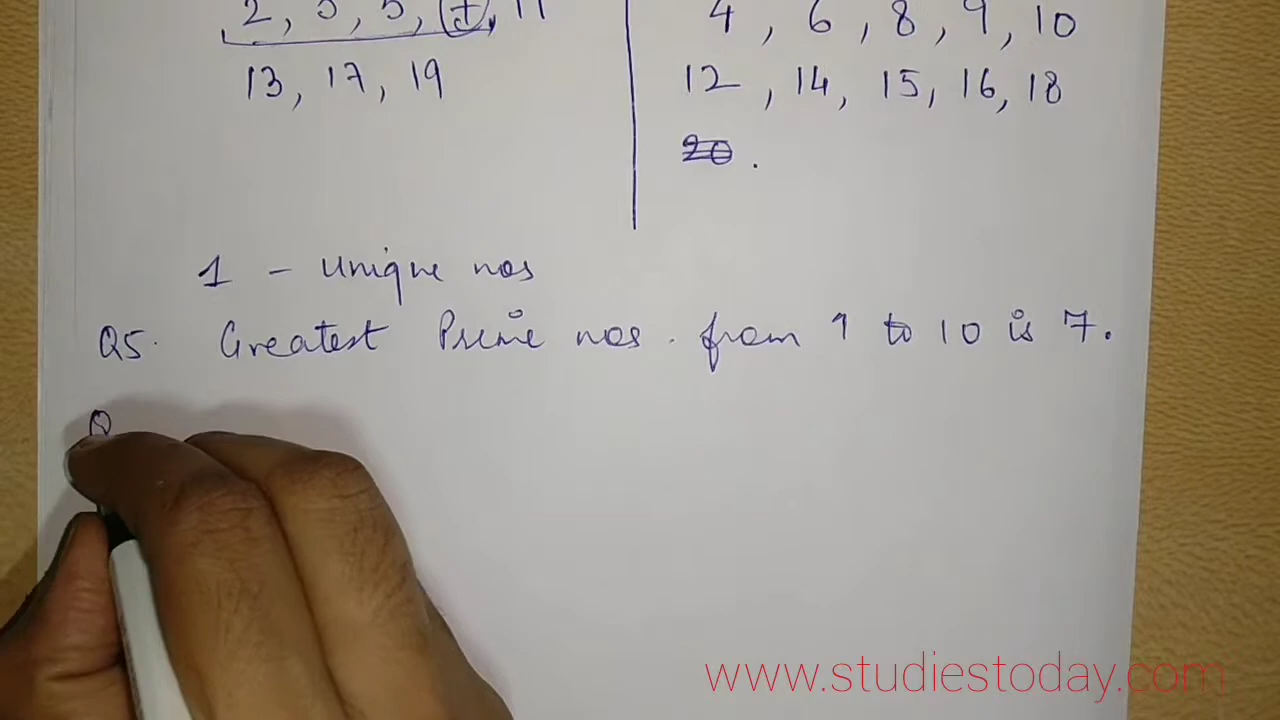 2, 3, 5, 7, 11
13, 17, 19
4, 6, 8, 9, 10
12, 14, 15, 16, 18
20.
1 - Unique nos
Q5. Greatest Prime nos. from 1 to 10 is 7.
Q
www.studiestoday.com